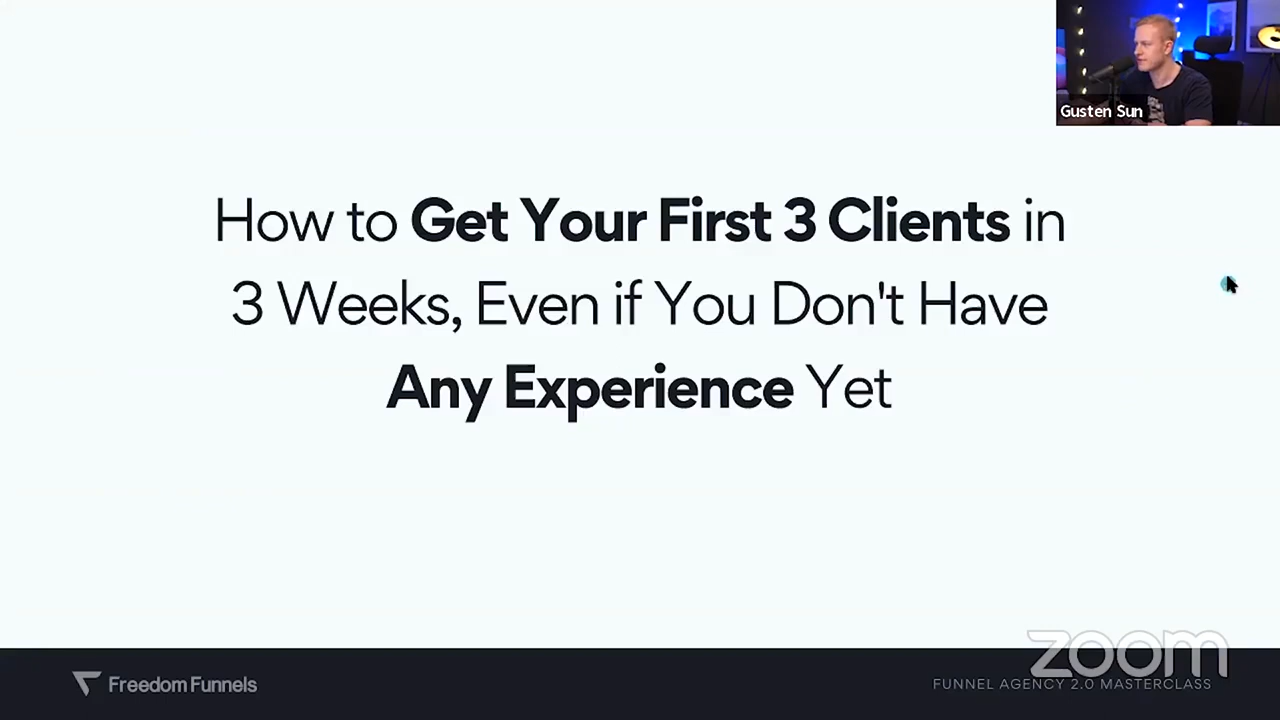 Gusten Sun
How to Get Your First 3 Clients in
3 Weeks, Even if You Don't Have
Any Experience Yet
zoom
Freedom Funnels
FUNNEL AGENCY 2.0 MASTERCLASS